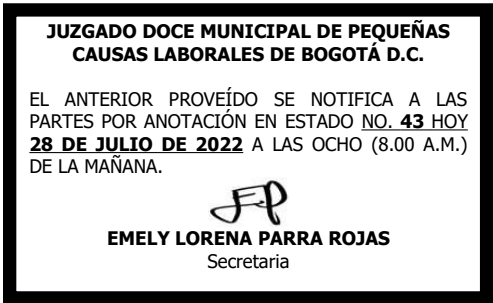 JUZGADO DOCE MUNICIPAL DE PEQUEÑAS
CAUSAS LABORALES DE BOGOTÁ D.C.
EL ANTERIOR PROVEÍDO SE NOTIFICA A LAS
PARTES POR ANOTACIÓN EN ESTADO NO. 43 HOY
28 DE JULIO DE 2022 A LAS OCHO (8.00 A.M.)
DE LA MAÑANA.
EMELY LORENA PARRA ROJAS
Secretaria